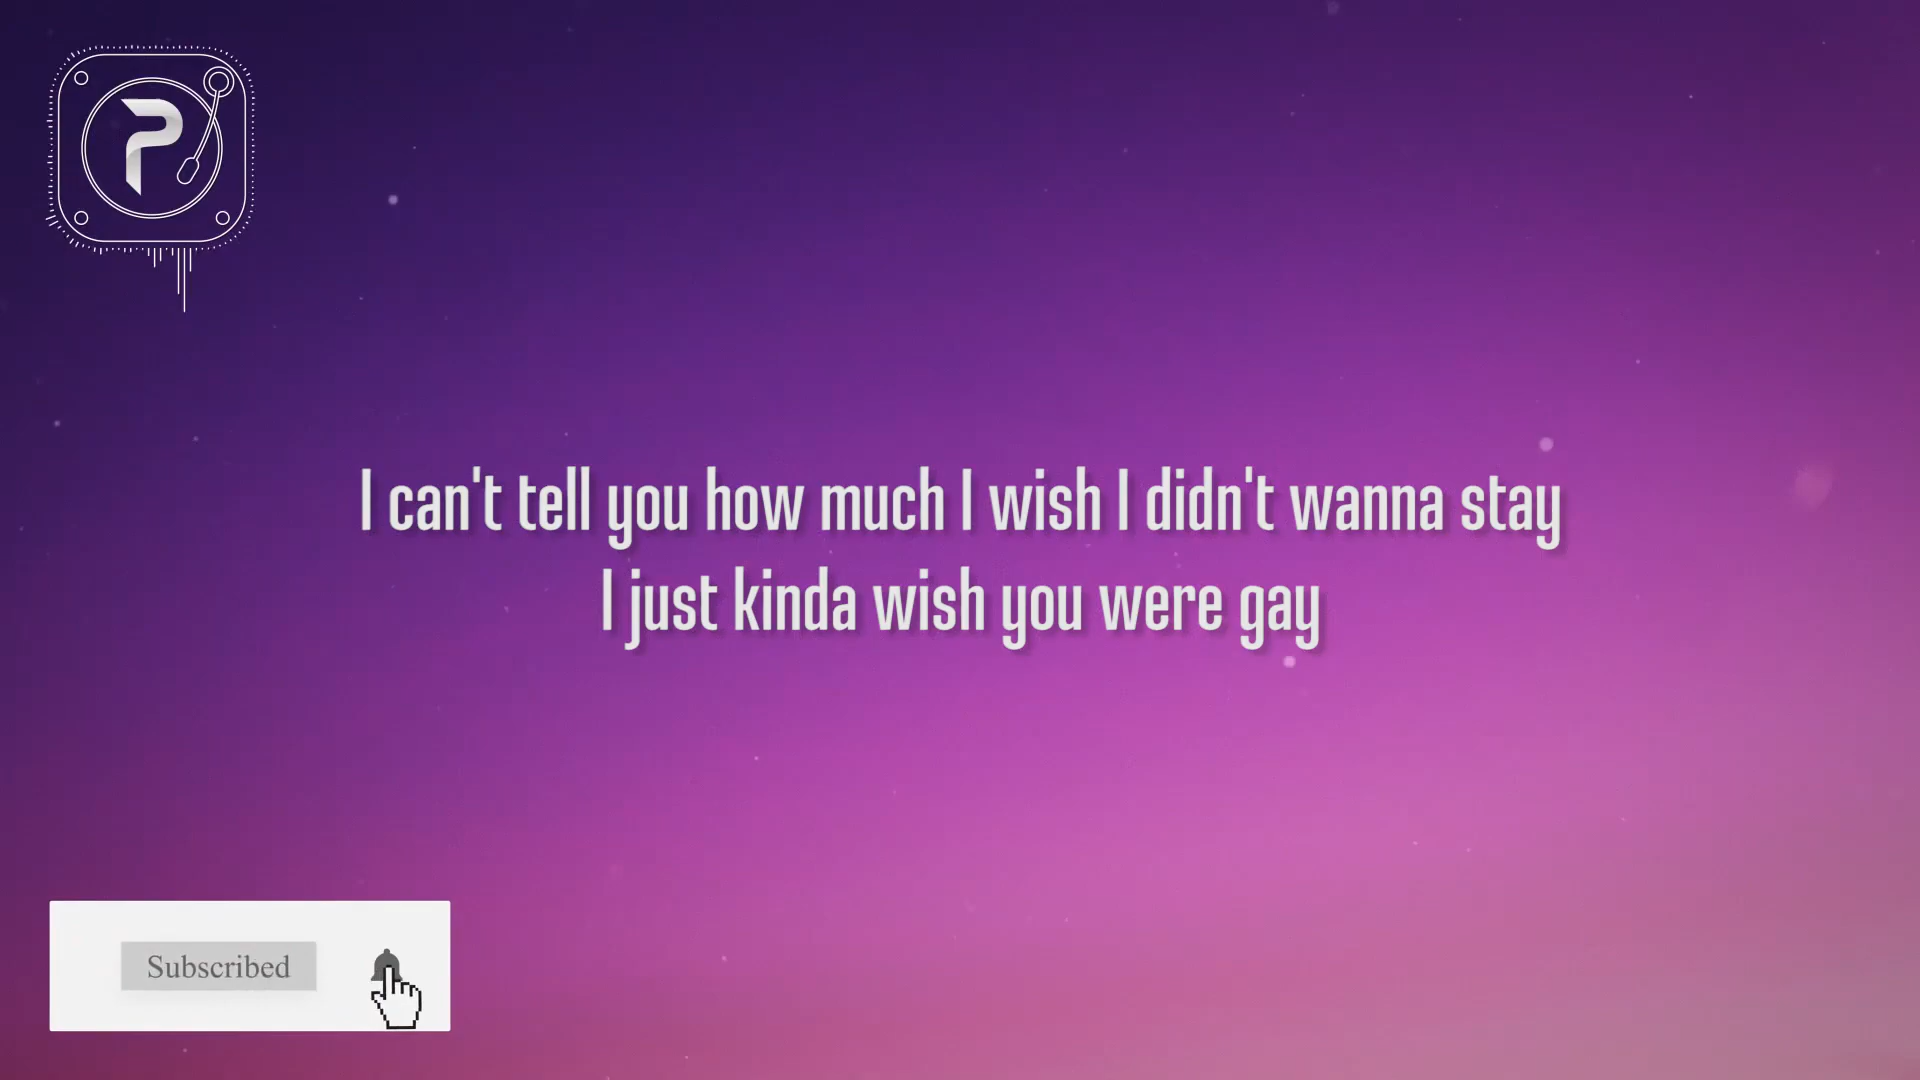 P
I can't tell you how much I wish I didn't wanna stay
I just kinda wish you were gay
Subscribed